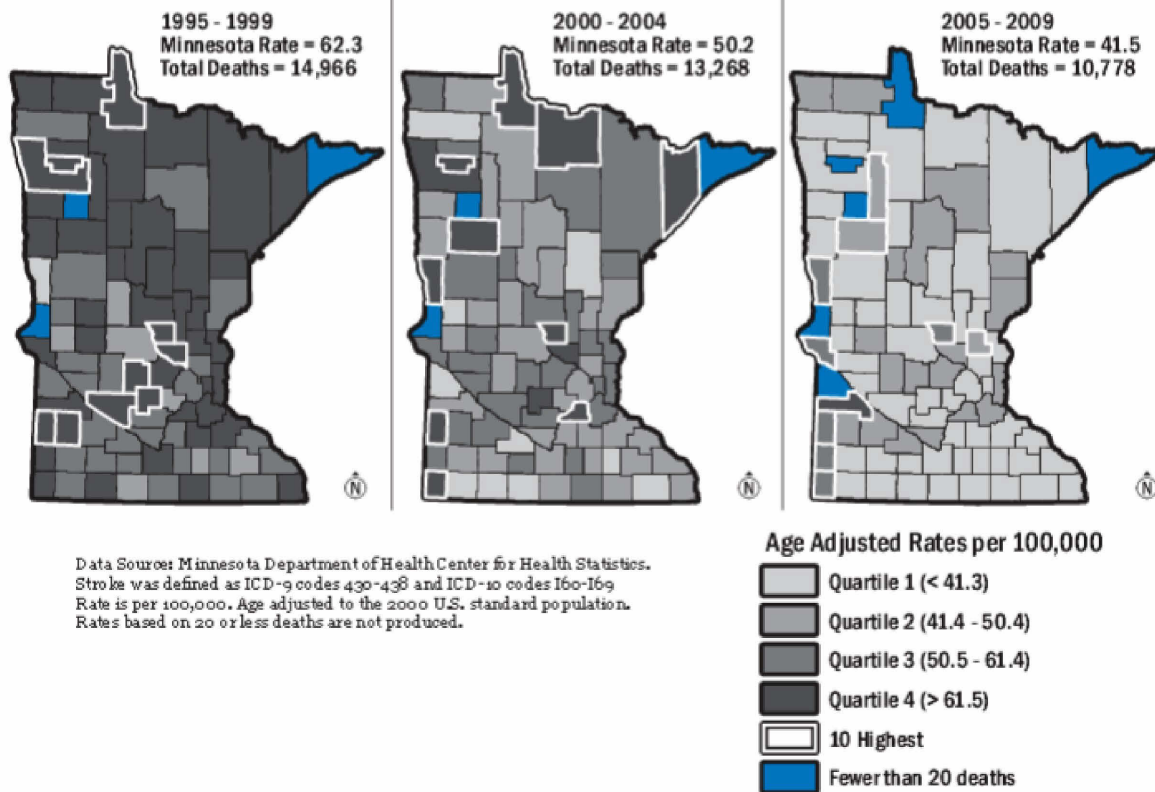 1995 - 1999
Minnesota Rate = 62.3
Total Deaths = 14,966
2000 - 2004
Minnesota Rate = 50.2
Total Deaths = 13,268
2005 - 2009
Minnesota Rate = 41.5
Total Deaths = 10,778
N
N
N
Data Source: Minnesota Department of Health Center for Health Statistics.
Stroke was defined as ICD-9 codes 430-438 and ICD-10 codes I60-I69
Rate is per 100,000. Age adjusted to the 2000 U.S. standard population.
Rates based on 20 or less deaths are not produced.
Age Adjusted Rates per 100,000
Quartile 1 (< 41.3)
Quartile 2 (41.4 - 50.4)
Quartile 3 (50.5 - 61.4)
Quartile 4 (> 61.5)
10 Highest
Fewer than 20 deaths